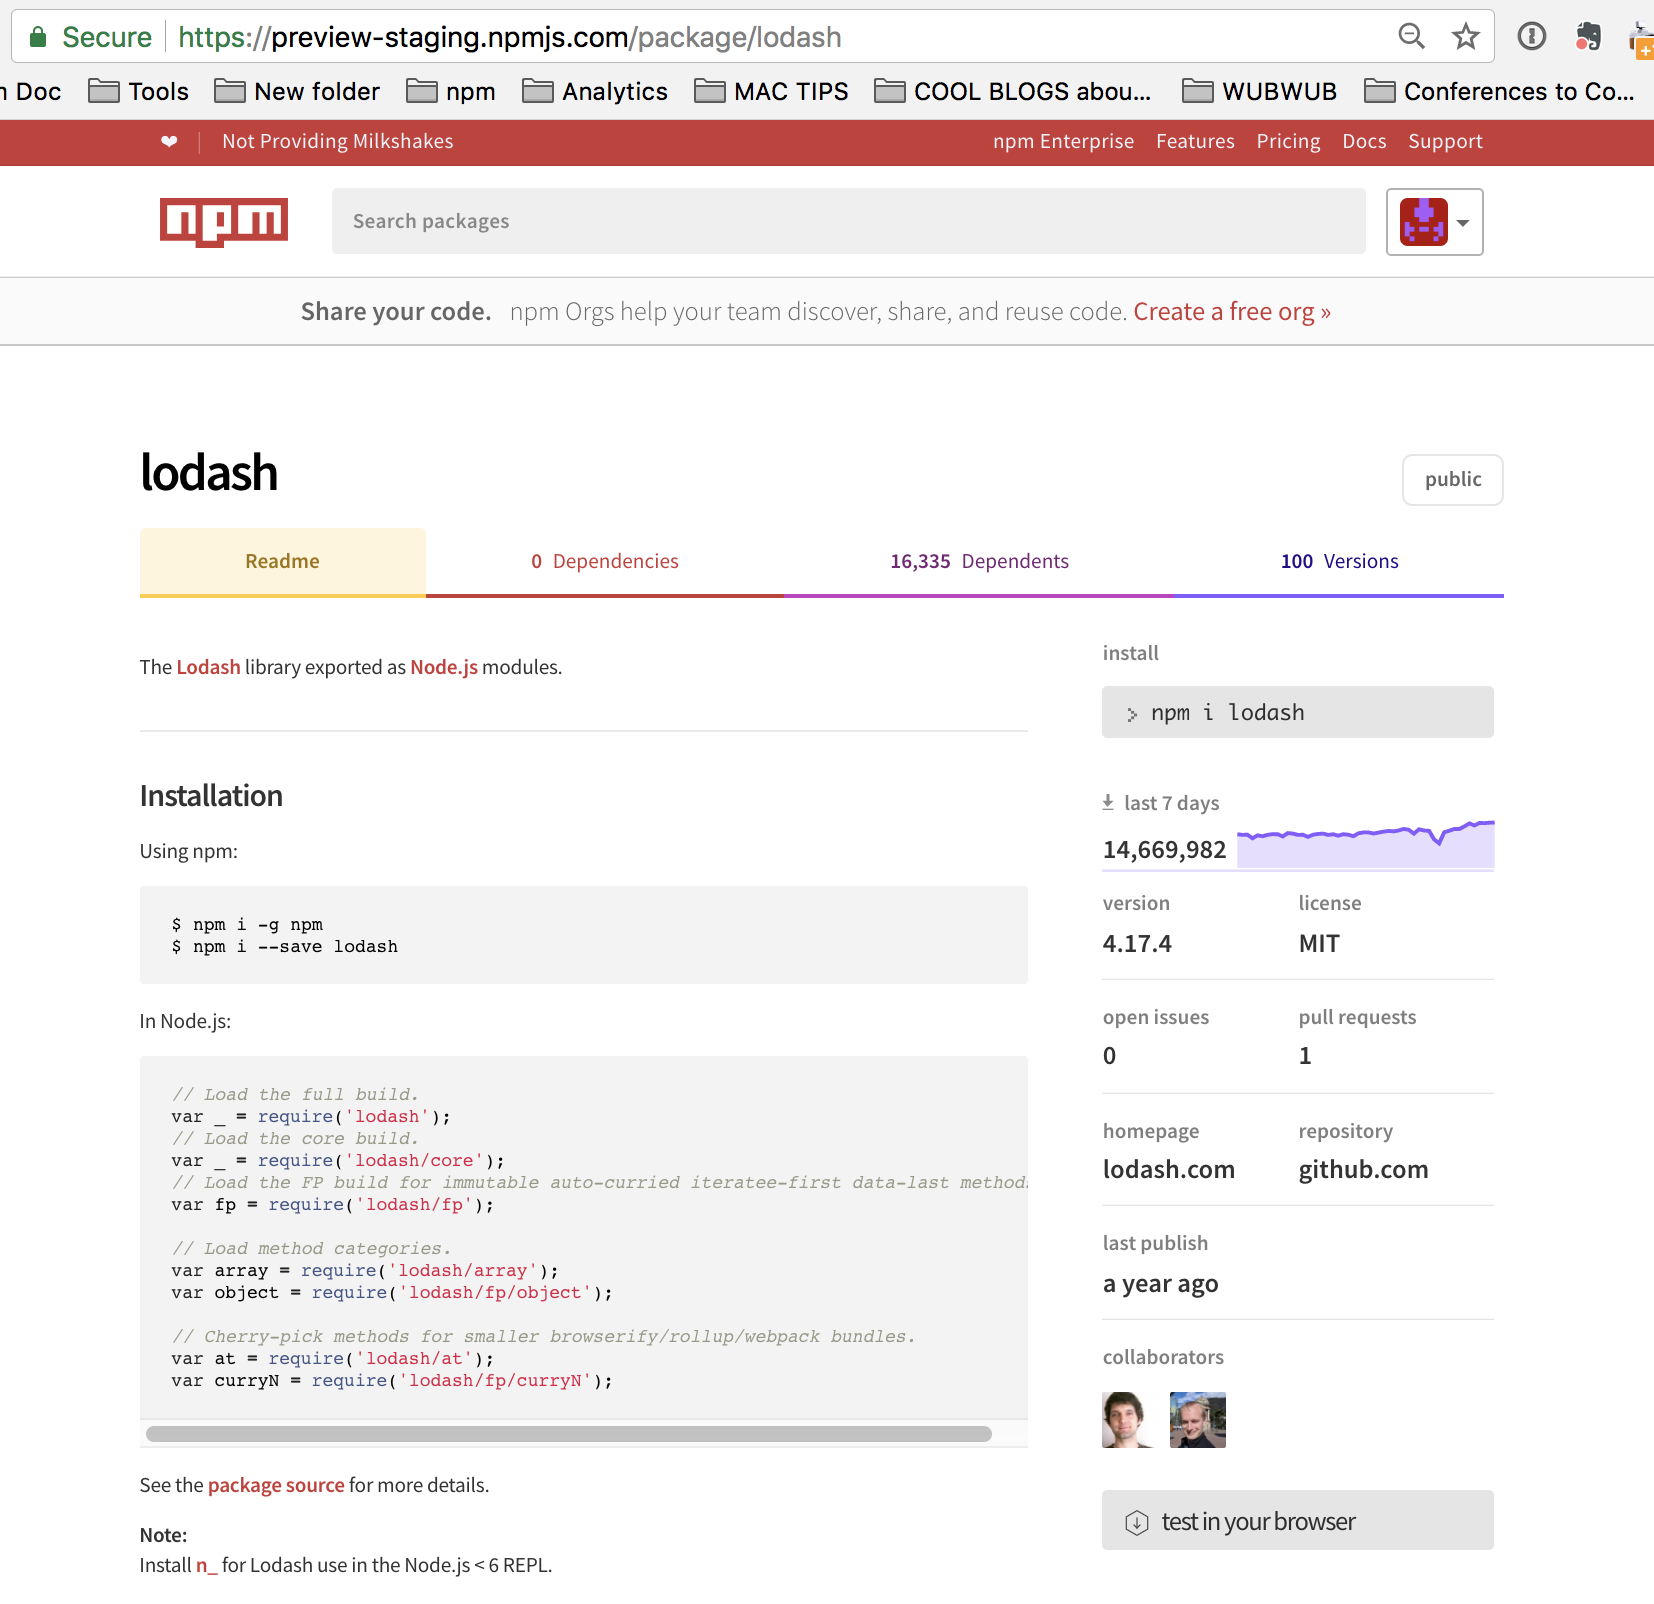 Secure https://preview-staging.npmjs.com/package/lodash
Doc Tools New folder npm Analytics MAC TIPS COOL BLOGS abou... WUBWUB Conferences to Co...
❤ Not Providing Milkshakes npm Enterprise Features Pricing Docs Support
npm Search packages
Share your code. npm Orgs help your team discover, share, and reuse code. Create a free org »
lodash
public
Readme 0 Dependencies 16,335 Dependents 100 Versions
The Lodash library exported as Node.js modules.
Installation
Using npm:
$ npm i -g npm
$ npm i --save lodash
In Node.js:
// Load the full build.
var _ = require('lodash');
// Load the core build.
var _ = require('lodash/core');
// Load the FP build for immutable auto-curried iteratee-first data-last methods
var fp = require('lodash/fp');
// Load method categories.
var array = require('lodash/array');
var object = require('lodash/fp/object');
// Cherry-pick methods for smaller browserify/rollup/webpack bundles.
var at = require('lodash/at');
var curryN = require('lodash/fp/curryN');
See the package source for more details.
Note:
Install n_ for Lodash use in the Node.js < 6 REPL.
install
> npm i lodash
last 7 days
14,669,982
version license
4.17.4 MIT
open issues pull requests
0 1
homepage repository
lodash.com github.com
last publish
a year ago
collaborators
test in your browser